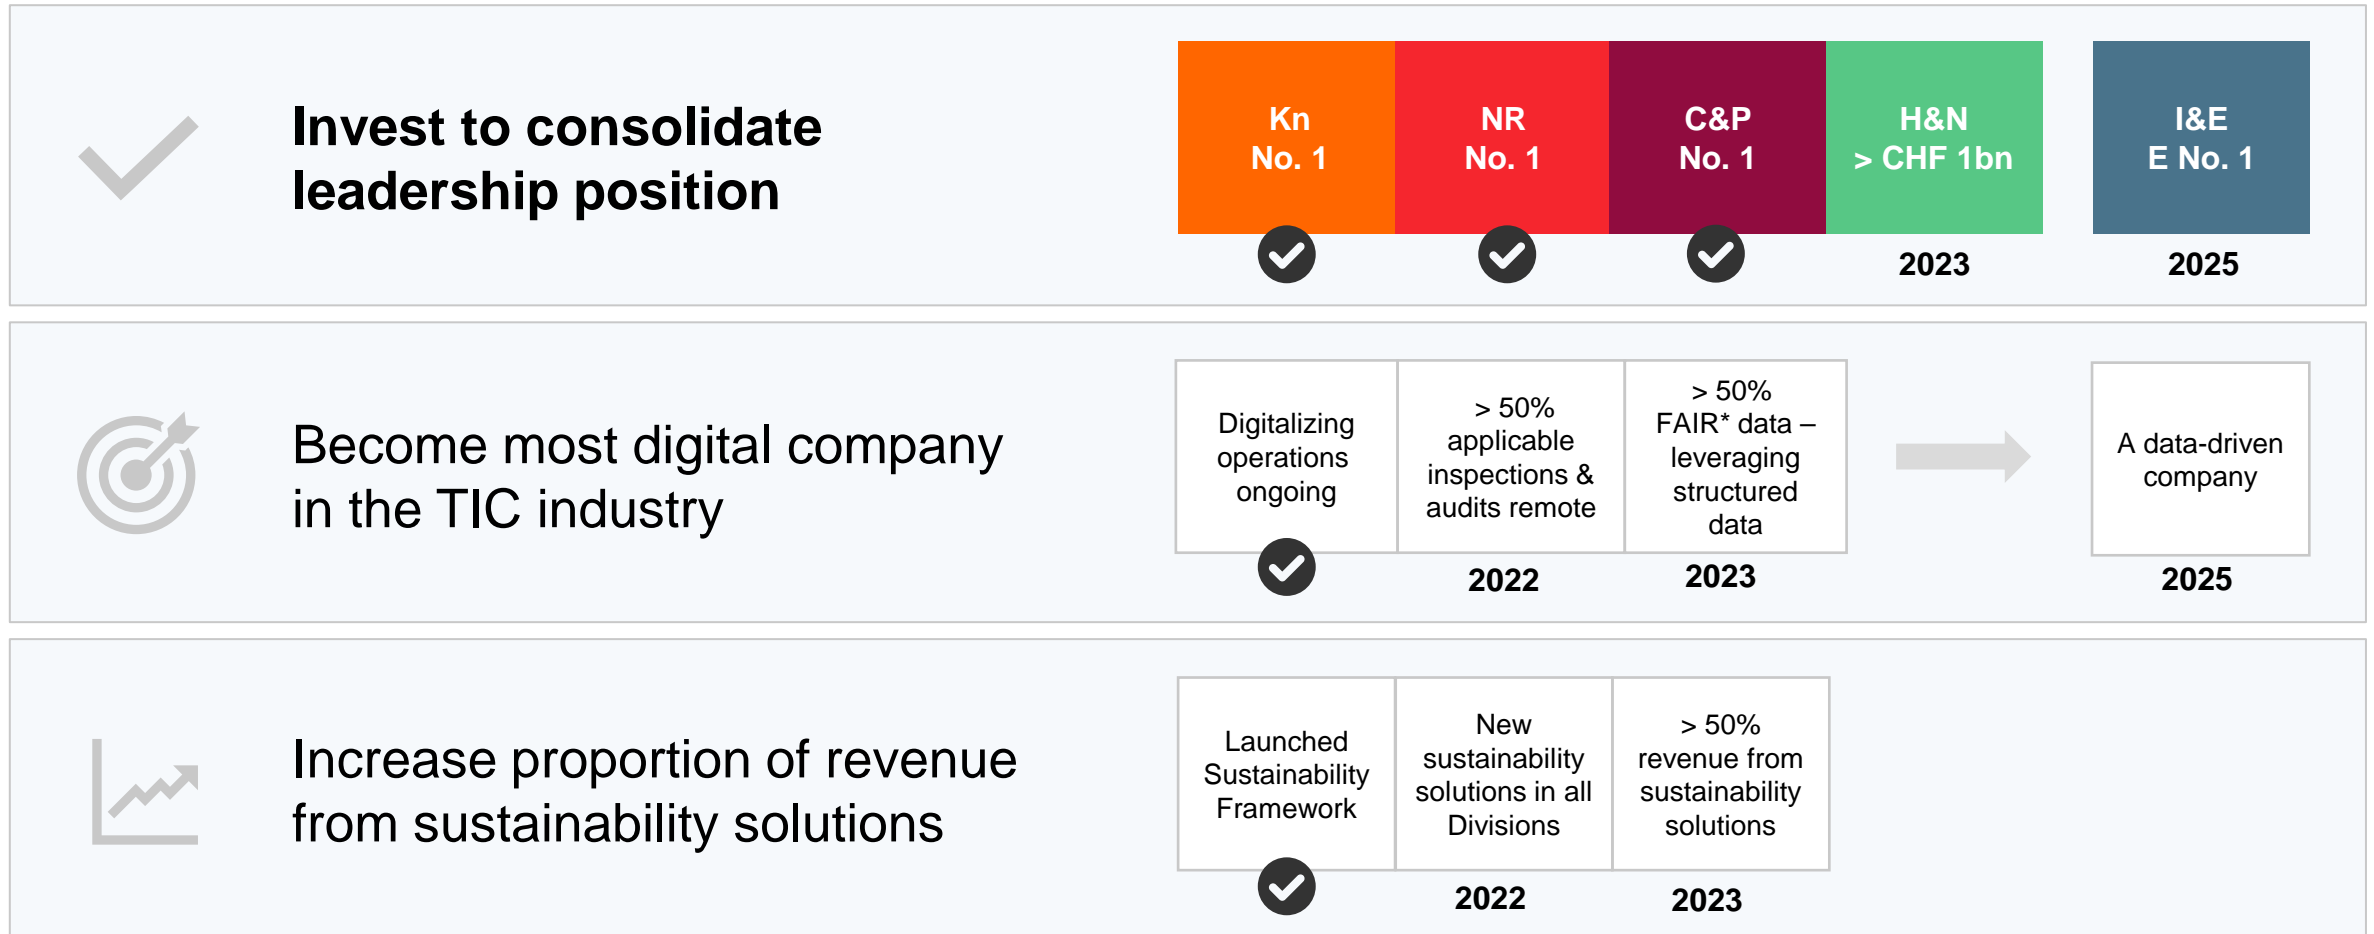 Invest to consolidate
leadership position
Kn
No. 1
NR
No. 1
C&P
No. 1
H&N
> CHF 1bn
2023
I&E
E No. 1
2025
Become most digital company
in the TIC industry
Digitalizing
operations
ongoing
> 50%
applicable
inspections &
audits remote
2022
> 50%
FAIR* data –
leveraging
structured
data
2023
A data-driven
company
2025
Increase proportion of revenue
from sustainability solutions
Launched
Sustainability
Framework
New
sustainability
solutions in all
Divisions
2022
> 50%
revenue from
sustainability
solutions
2023